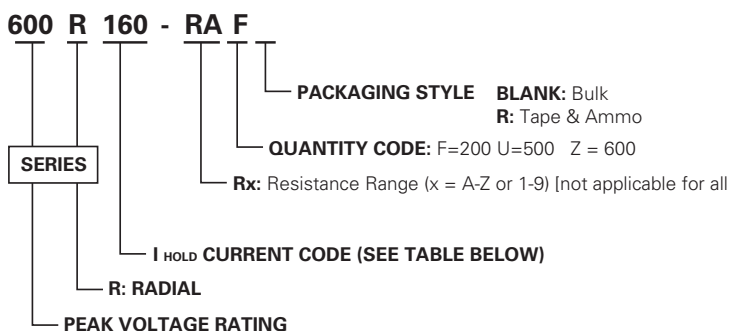 600 R 160 - RA F
PACKAGING STYLE BLANK: Bulk
R: Tape & Ammo
QUANTITY CODE: F=200 U=500 Z = 600
SERIES
Rx: Resistance Range (x = A-Z or 1-9) [not applicable for all
I HOLD CURRENT CODE (SEE TABLE BELOW)
R: RADIAL
PEAK VOLTAGE RATING